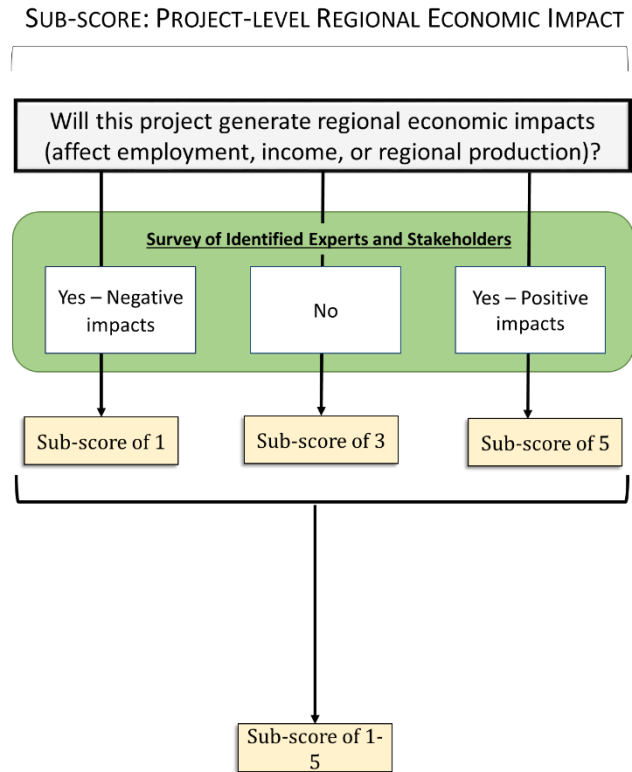 SUB-SCORE: PROJECT-LEVEL REGIONAL ECONOMIC IMPACT
Will this project generate regional economic impacts
(affect employment, income, or regional production)?
Survey of Identified Experts and Stakeholders
Yes – Negative
impacts
No
Yes – Positive
impacts
Sub-score of 1
Sub-score of 3
Sub-score of 5
Sub-score of 1-
5